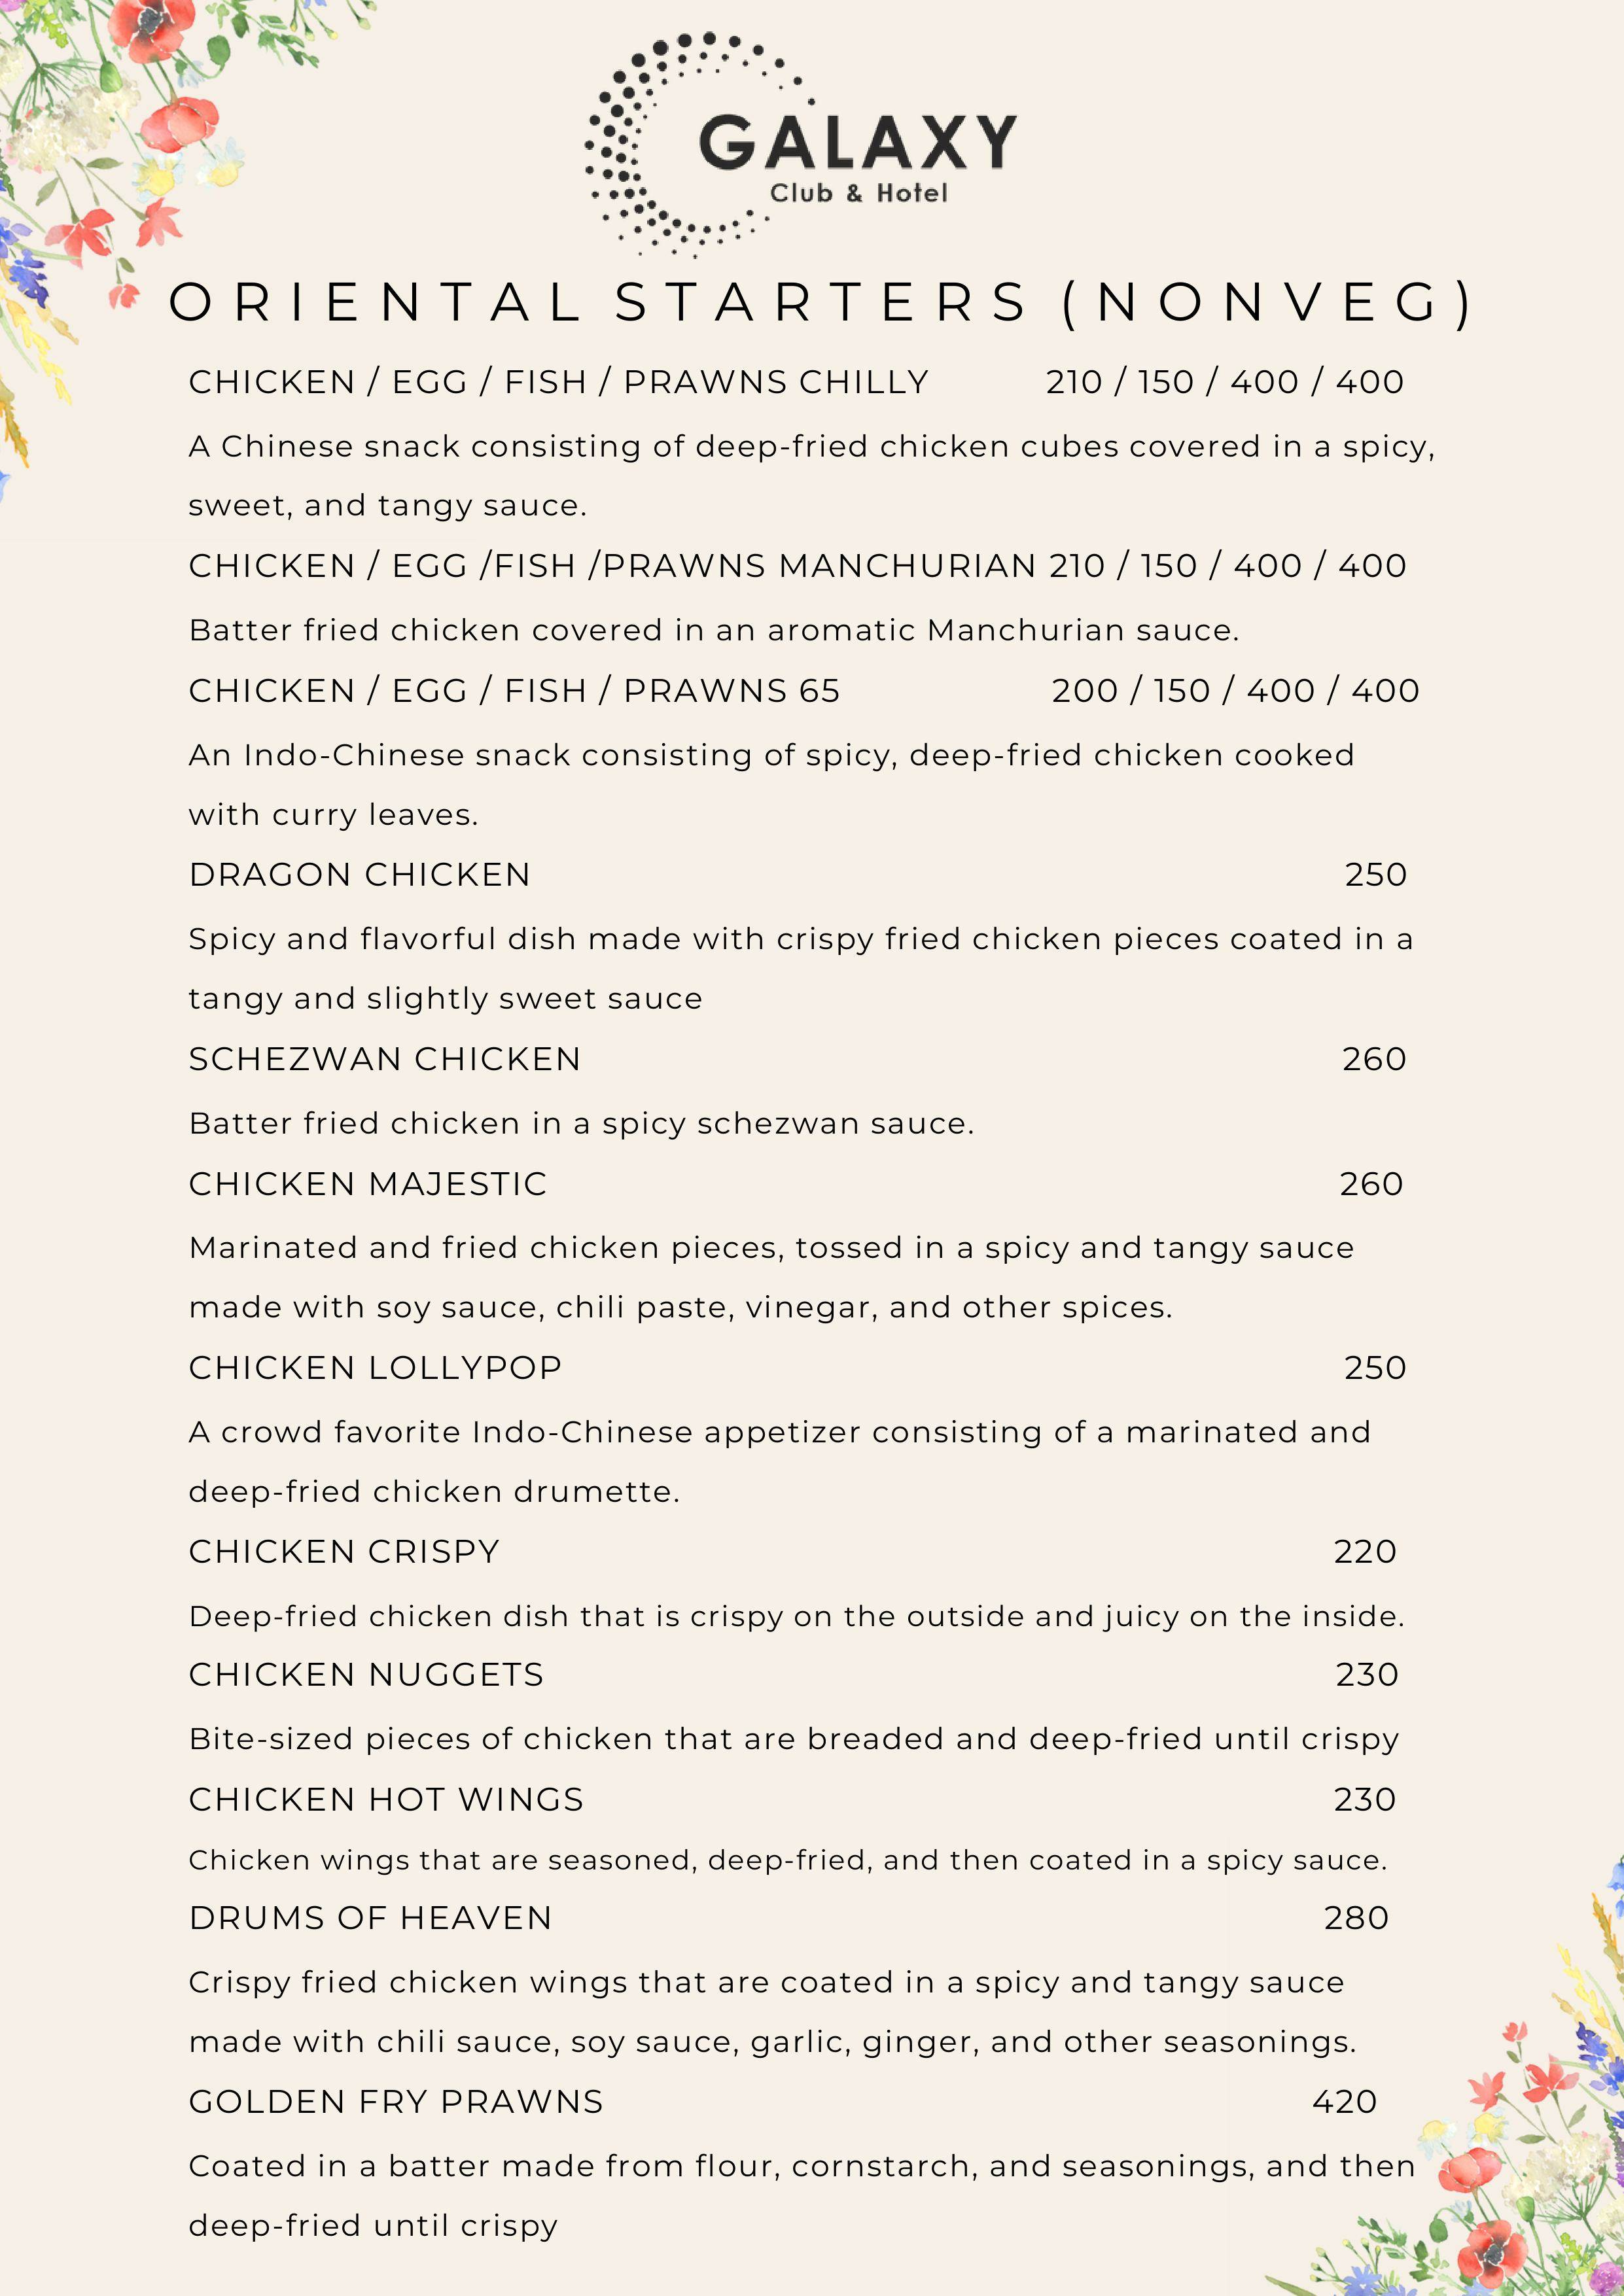 GALAXY
Club & Hotel
ORIENTAL STARTERS (NONVEG)
CHICKEN / EGG / FISH / PRAWNS CHILLY 210 / 150 / 400 / 400
A Chinese snack consisting of deep-fried chicken cubes covered in a spicy,
sweet, and tangy sauce.
CHICKEN / EGG /FISH /PRAWNS MANCHURIAN 210 / 150 / 400 / 400
Batter fried chicken covered in an aromatic Manchurian sauce.
CHICKEN / EGG / FISH / PRAWNS 65 200 / 150 / 400 / 400
An Indo-Chinese snack consisting of spicy, deep-fried chicken cooked
with curry leaves.
DRAGON CHICKEN 250
Spicy and flavorful dish made with crispy fried chicken pieces coated in a
tangy and slightly sweet sauce
SCHEZWAN CHICKEN 260
Batter fried chicken in a spicy schezwan sauce.
CHICKEN MAJESTIC 260
Marinated and fried chicken pieces, tossed in a spicy and tangy sauce
made with soy sauce, chili paste, vinegar, and other spices.
CHICKEN LOLLYPOP 250
A crowd favorite Indo-Chinese appetizer consisting of a marinated and
deep-fried chicken drumette.
CHICKEN CRISPY 220
Deep-fried chicken dish that is crispy on the outside and juicy on the inside.
CHICKEN NUGGETS 230
Bite-sized pieces of chicken that are breaded and deep-fried until crispy
CHICKEN HOT WINGS 230
Chicken wings that are seasoned, deep-fried, and then coated in a spicy sauce.
DRUMS OF HEAVEN 280
Crispy fried chicken wings that are coated in a spicy and tangy sauce
made with chili sauce, soy sauce, garlic, ginger, and other seasonings.
GOLDEN FRY PRAWNS 420
Coated in a batter made from flour, cornstarch, and seasonings, and then
deep-fried until crispy